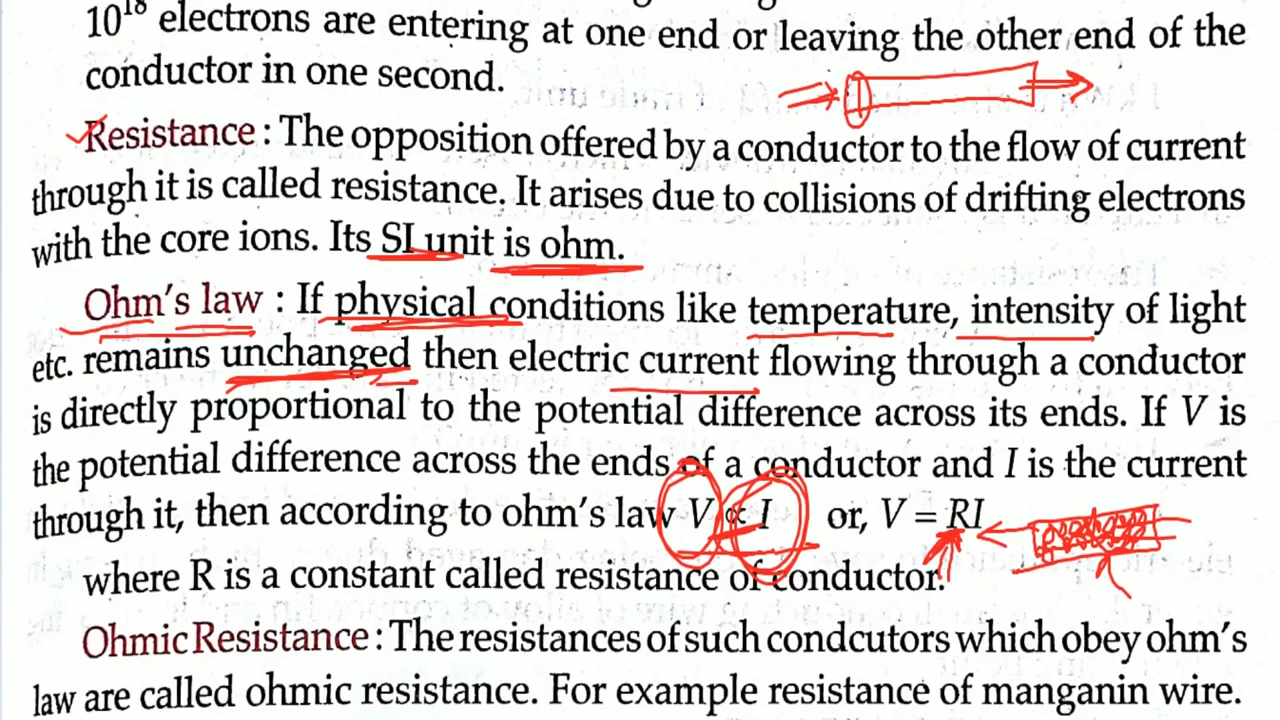 10¹⁸ electrons are entering at one end or leaving the other end of the
conductor in one second.
Resistance : The opposition offered by a conductor to the flow of current
through it is called resistance. It arises due to collisions of drifting electrons
with the core ions. Its SI unit is ohm.
Ohm's law : If physical conditions like temperature, intensity of light
etc. remains unchanged then electric current flowing through a conductor
is directly proportional to the potential difference across its ends. If V is
the potential difference across the ends of a conductor and I is the current
through it, then according to ohm's law V ∝ I or, V = RI
where R is a constant called resistance of conductor.
Ohmic Resistance : The resistances of such condcutors which obey ohm's
law are called ohmic resistance. For example resistance of manganin wire.